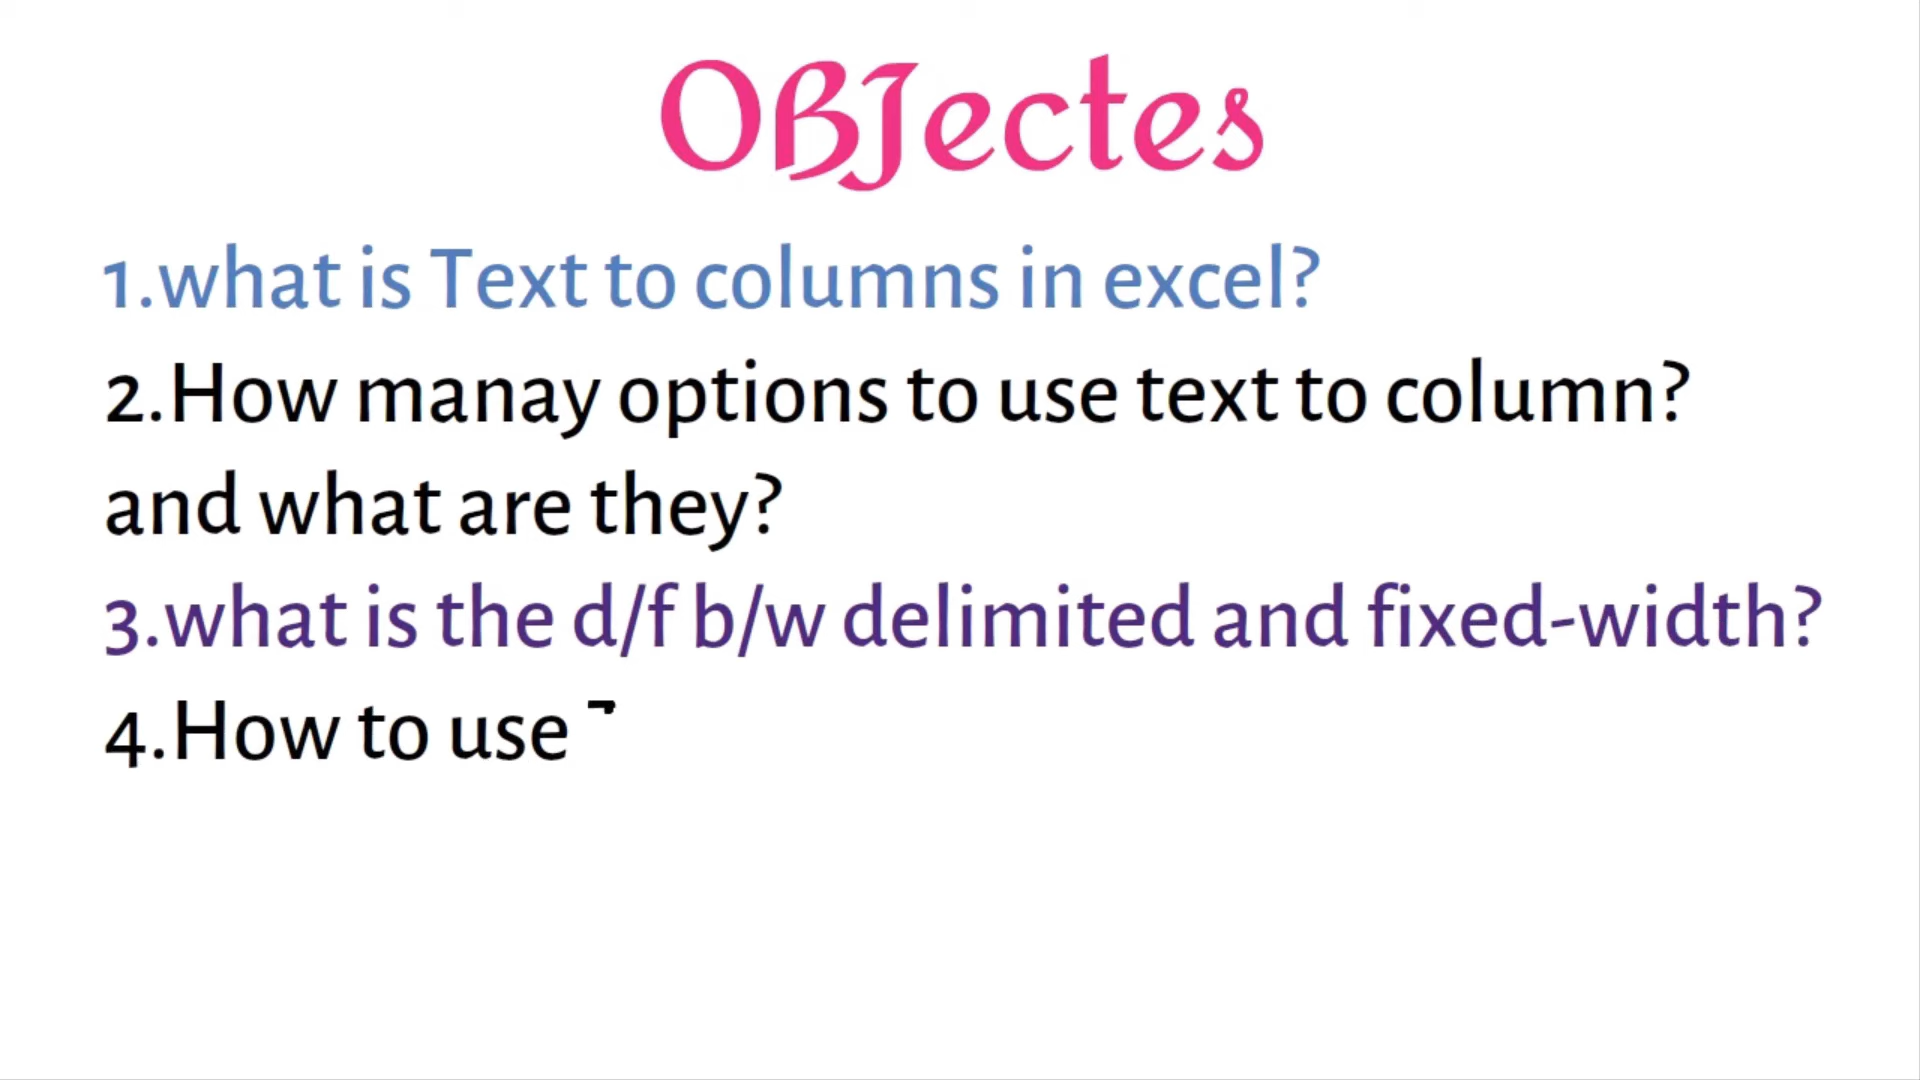 OBJectes
1.what is Text to columns in excel?
2.How manay options to use text to column?
and what are they?
3.what is the d/f b/w delimited and fixed-width?
4.How to use